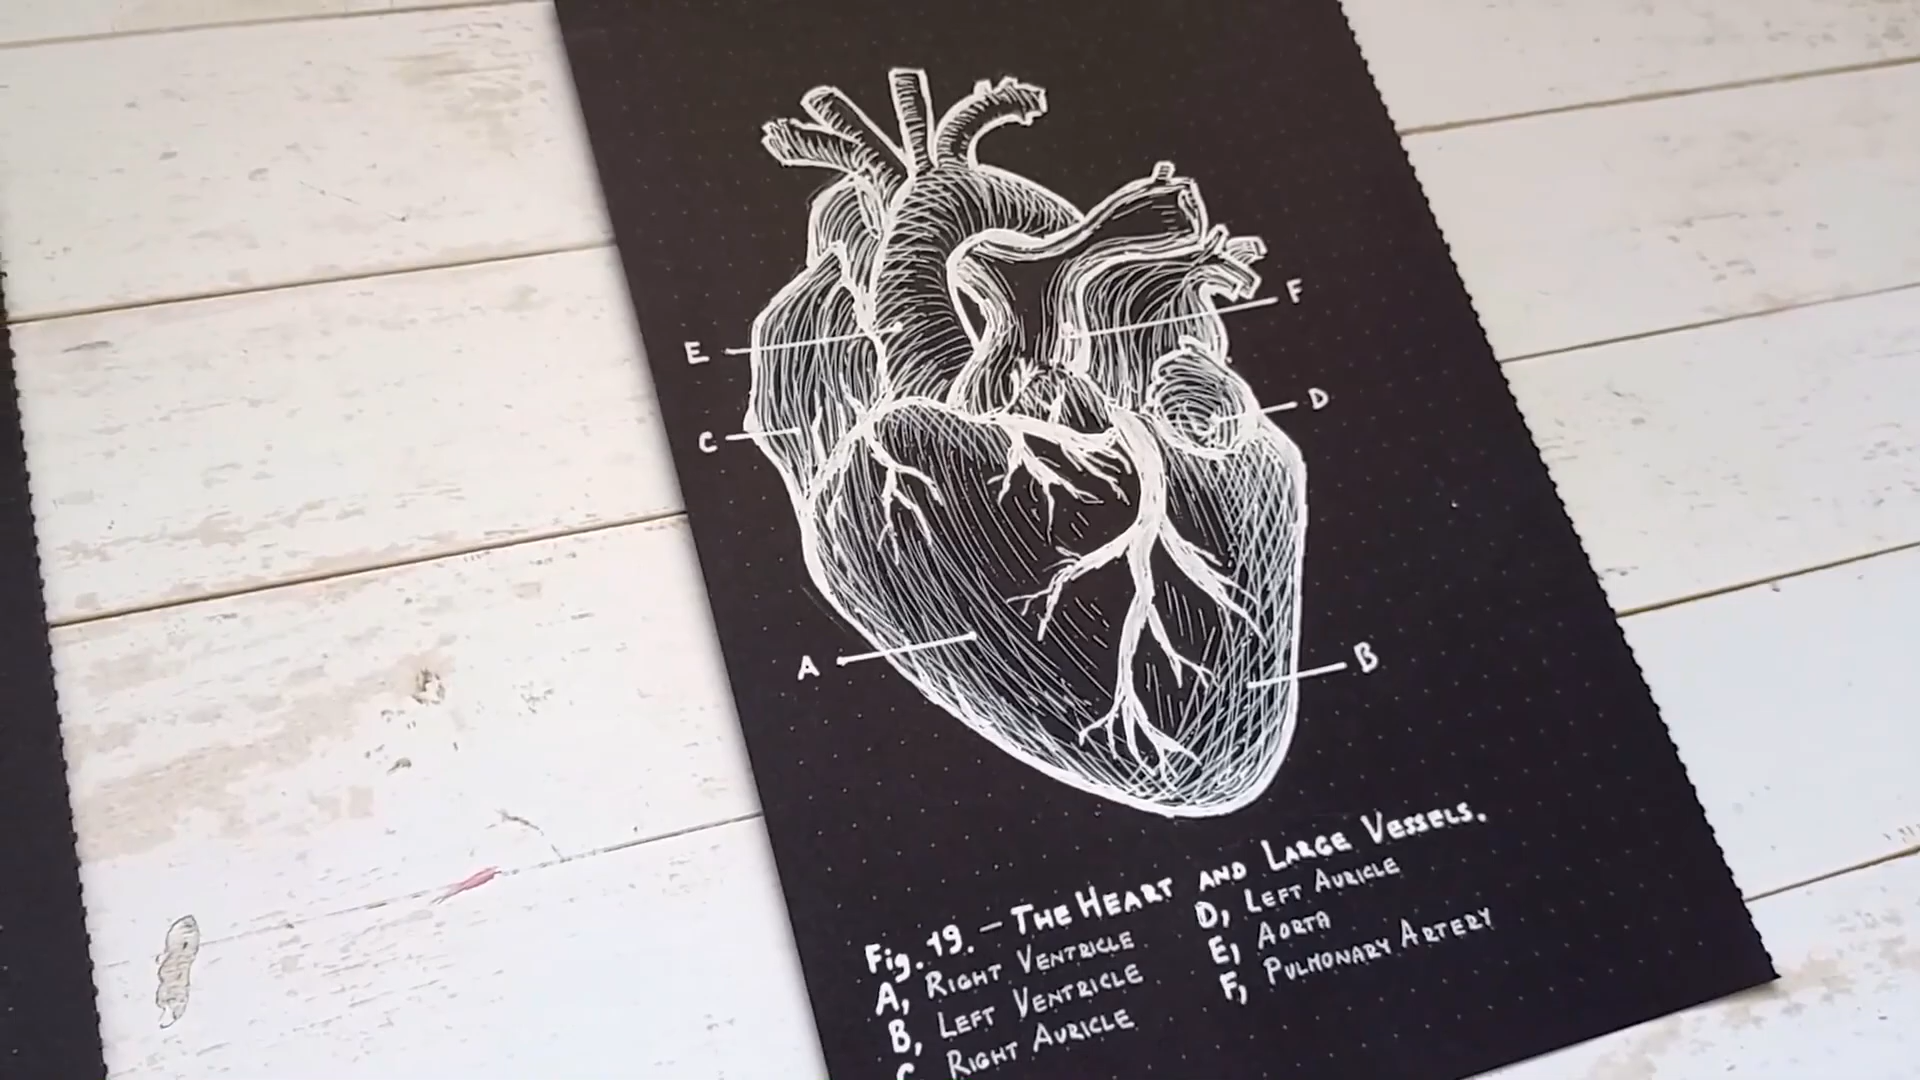 E
F
C
D
A
B
Fig. 19. – The Heart and Large Vessels.
A, Right Ventricle
B, Left Ventricle
C Right Auricle
D, Left Auricle
E, Aorta
F, Pulmonary Artery